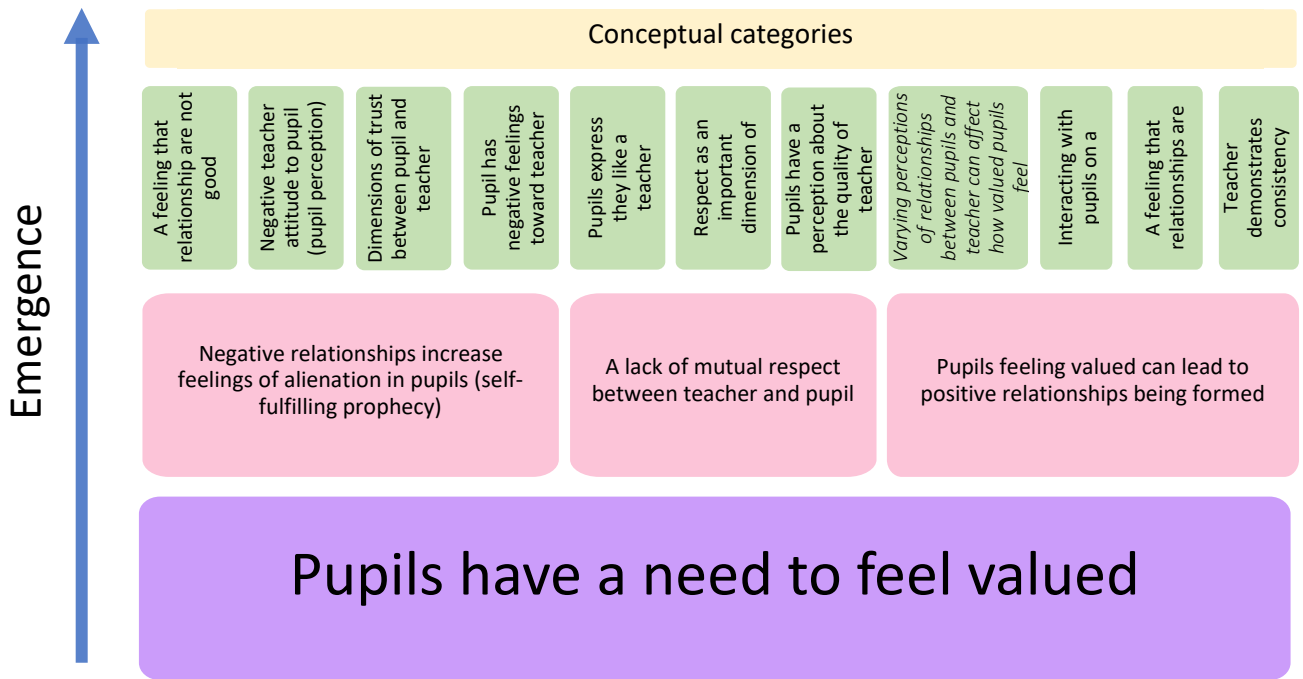 Conceptual categories
Emergence
A feeling that
relationship are not
good
Negative teacher
attitude to pupil
(pupil perception)
Dimensions of trust
between pupil and
teacher
Pupil has
negative feelings
toward teacher
Pupils express
they like a
teacher
Respect as an
important
dimension of
Pupils have a
perception about
the quality of
teacher
Varying perceptions
of relationships
between pupils and
teacher can affect
how valued pupils
feel
Interacting with
pupils on a
A feeling that
relationships are
Teacher
demonstrates
consistency
Negative relationships increase
feelings of alienation in pupils (self-
fulfilling prophecy)
A lack of mutual respect
between teacher and pupil
Pupils feeling valued can lead to
positive relationships being formed
Pupils have a need to feel valued